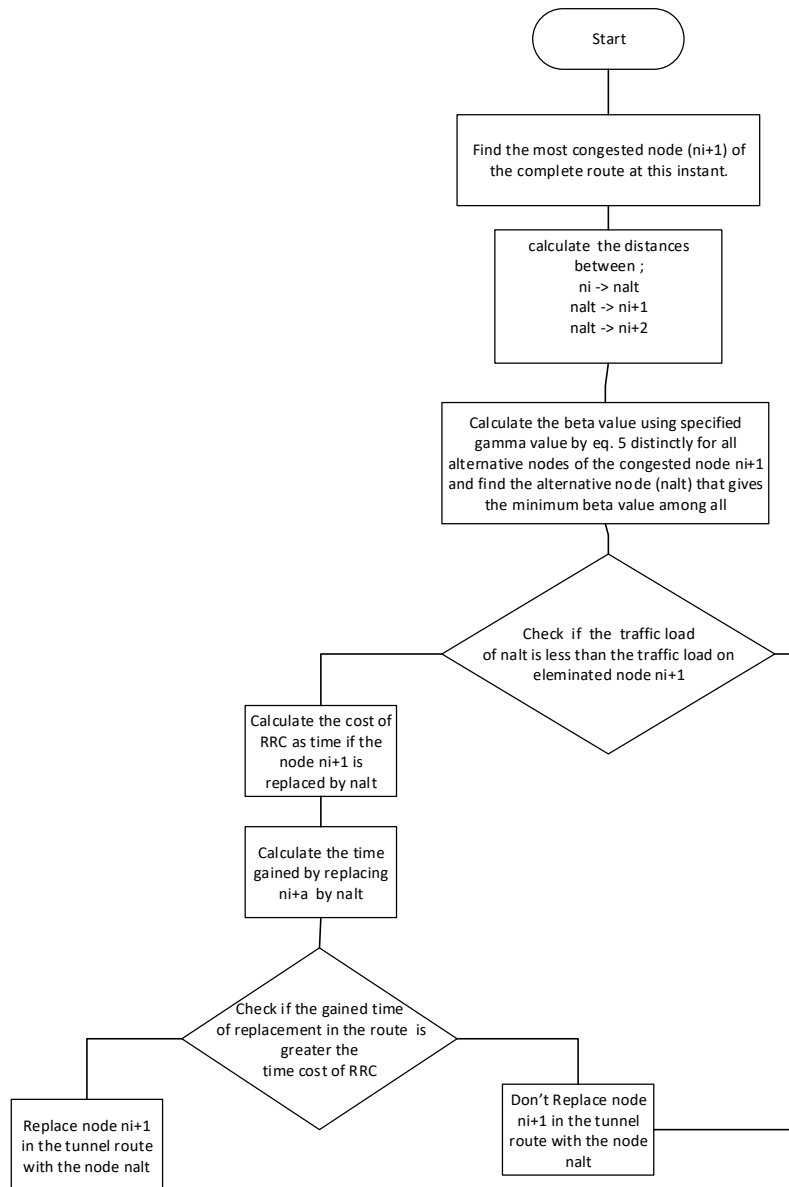 Start
Find the most congested node (ni+1) of
the complete route at this instant.
calculate the distances
between ;
ni -> nalt
nalt -> ni+1
nalt -> ni+2
Calculate the beta value using specified
gamma value by eq. 5 distinctly for all
alternative nodes of the congested node ni+1
and find the alternative node (nalt) that gives
the minimum beta value among all
Check if the traffic load
of nalt is less than the traffic load on
eleminated node ni+1
Calculate the cost of
RRC as time if the
node ni+1 is
replaced by nalt
Calculate the time
gained by replacing
ni+a by nalt
Check if the gained time
of replacement in the route is
greater the
time cost of RRC
Replace node ni+1
in the tunnel route
with the node nalt
Don't Replace node
ni+1 in the tunnel
route with the node
nalt